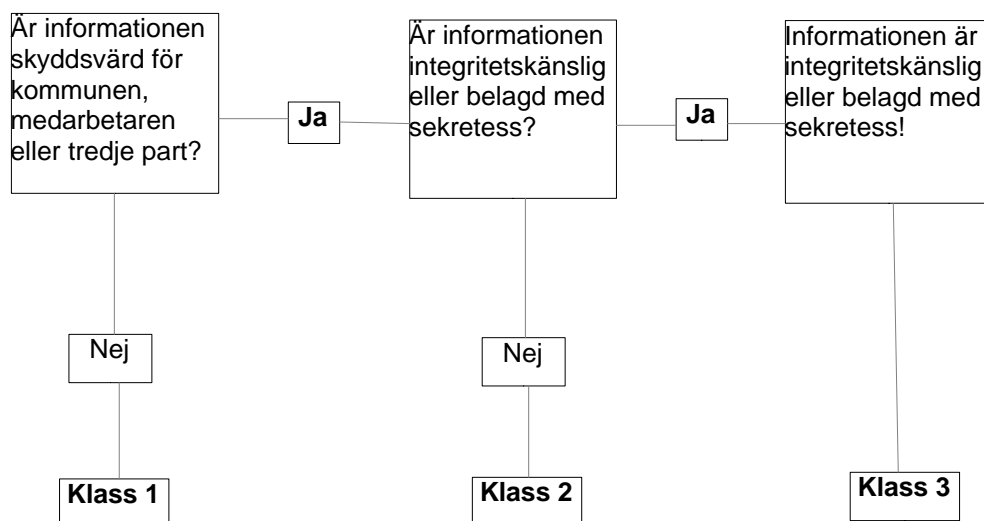 Är informationen
skyddsvärd för
kommunen,
medarbetaren
eller tredje part?
Ja
Är informationen
integritetskänslig
eller belagd med
sekretess?
Ja
Informationen är
integritetskänslig
eller belagd med
sekretess!
Nej
Nej
Klass 1
Klass 2
Klass 3